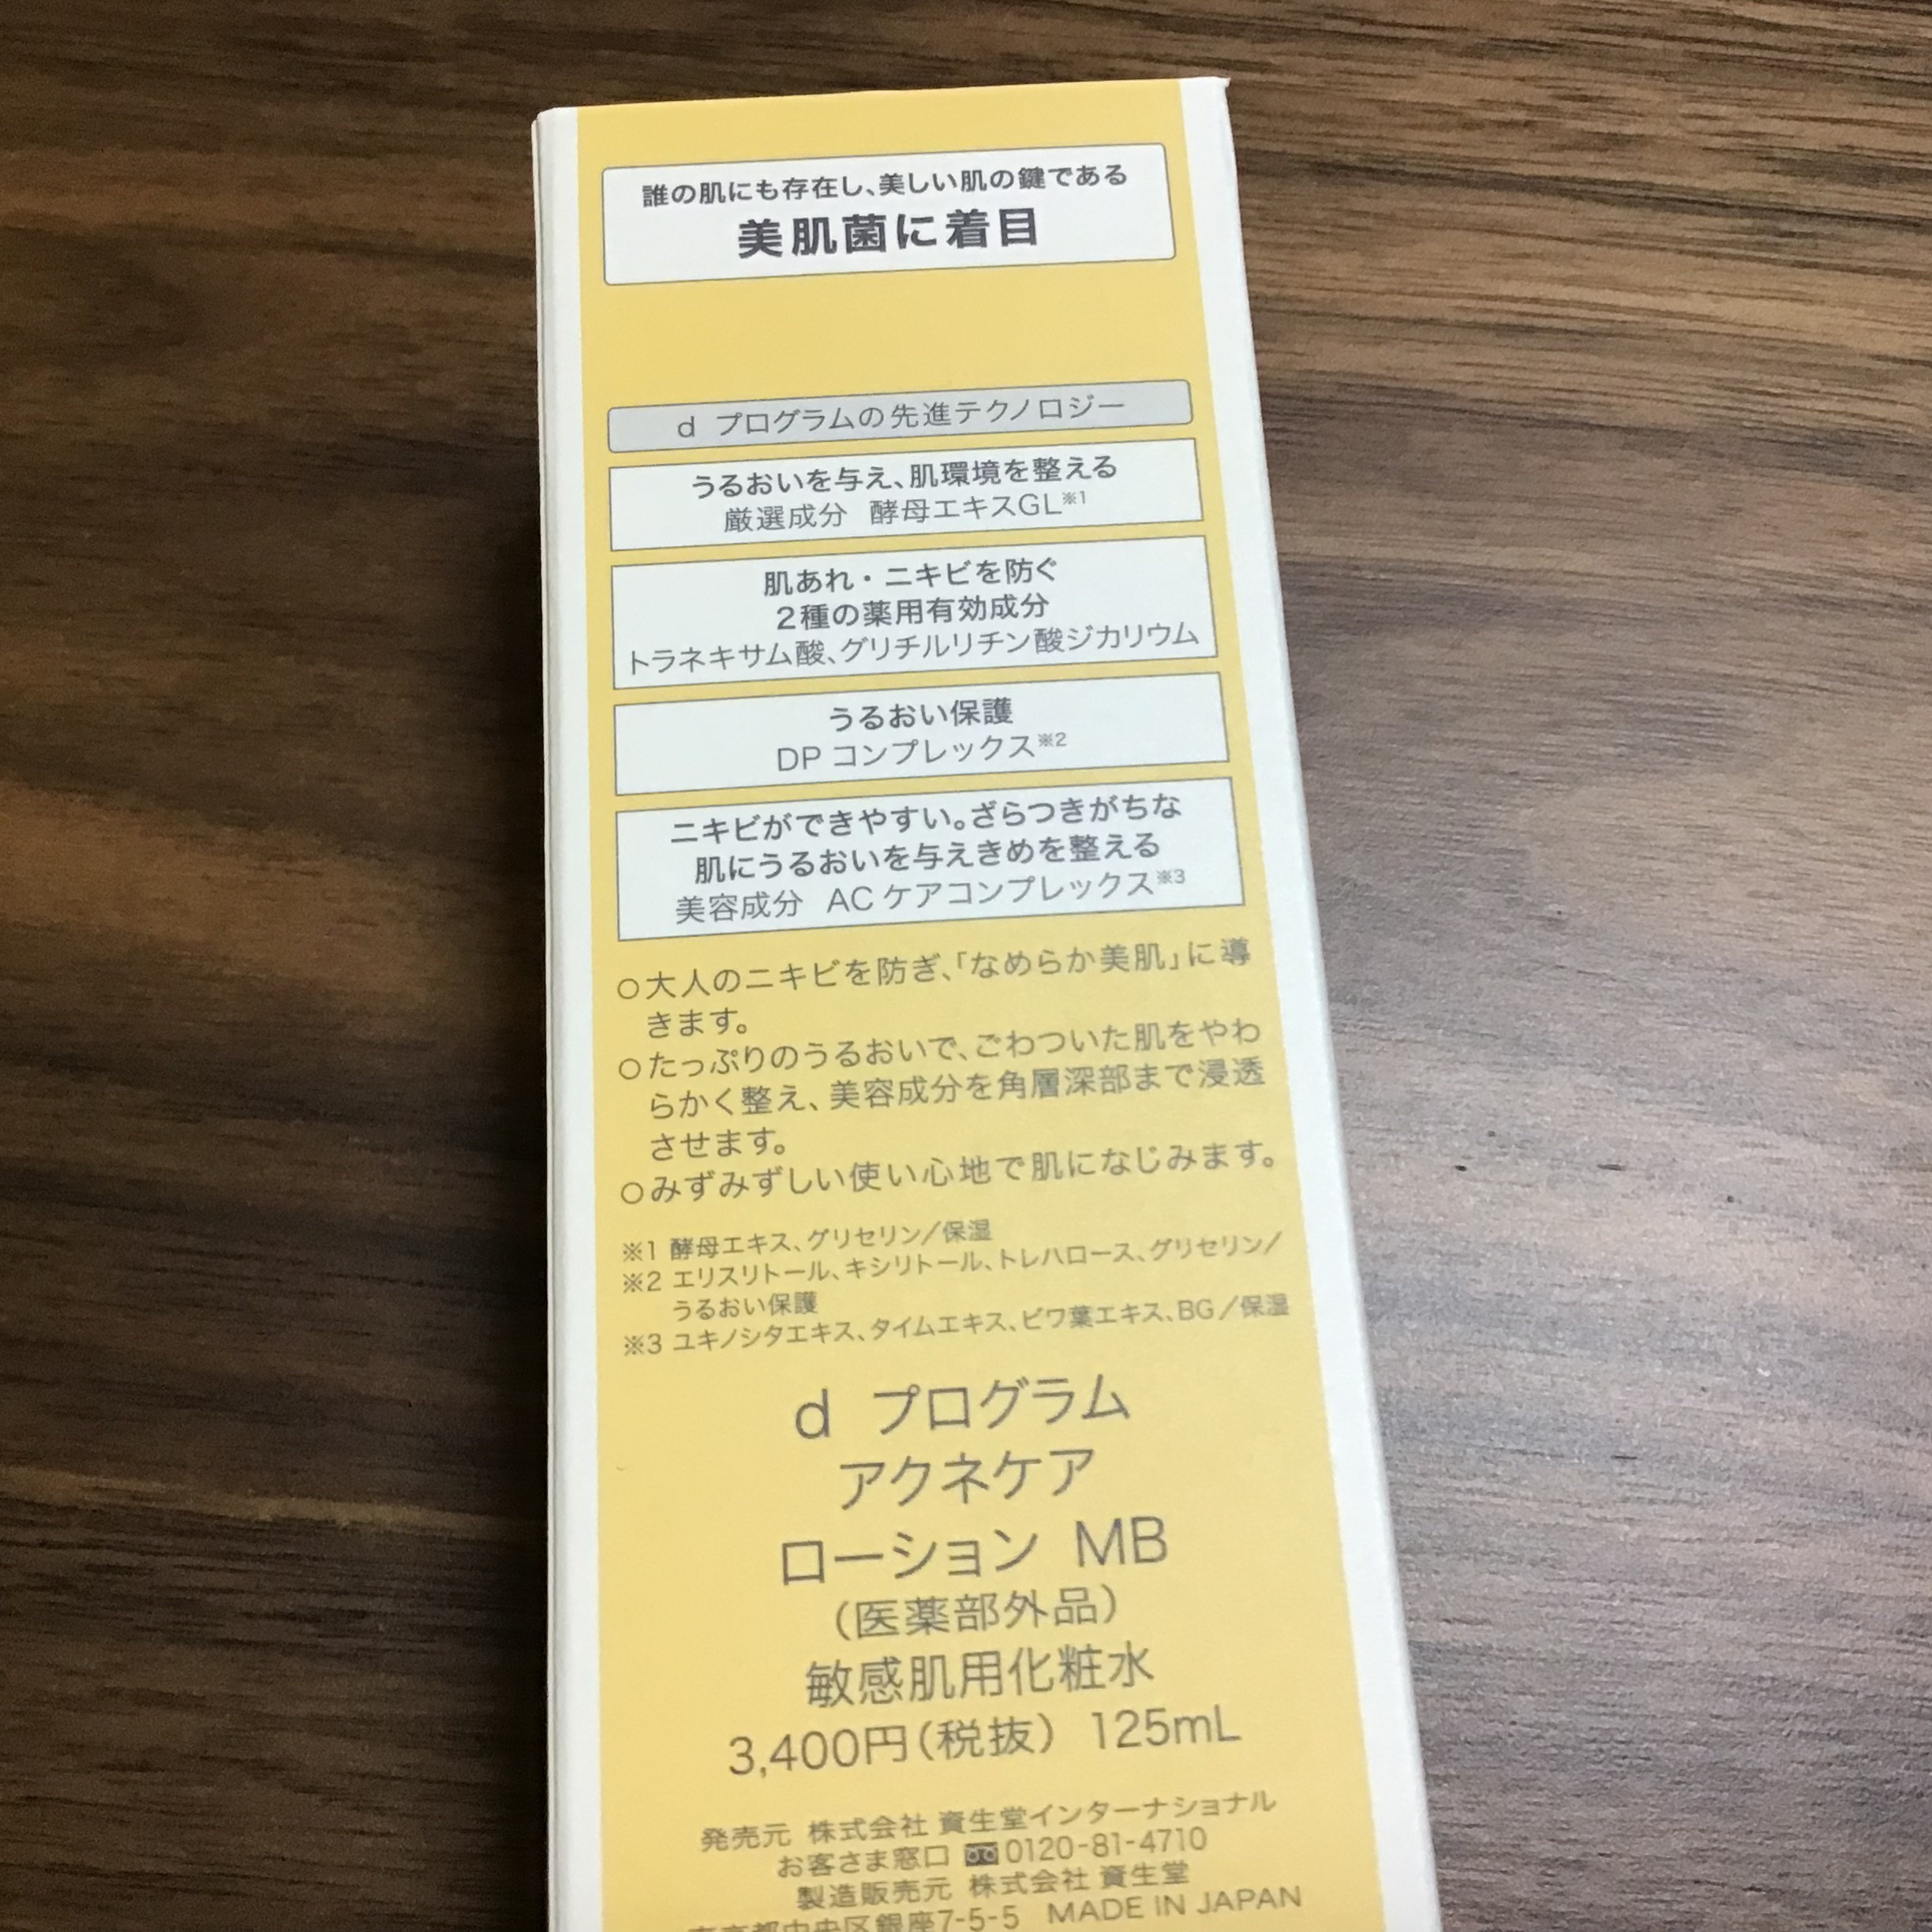 誰の肌にも存在し、美しい肌の鍵である
美肌菌に着目
d プログラムの先進テクノロジー
うるおいを与え、肌環境を整える
厳選成分 酵母エキスGL※1
肌あれ・ニキビを防ぐ
2種の薬用有効成分
トラネキサム酸、グリチルリチン酸ジカリウム
うるおい保護
DP コンプレックス※2
ニキビができやすい。ざらつきがちな
肌にうるおいを与えきめを整える
美容成分 AC ケアコンプレックス※3
○大人のニキビを防ぎ、「なめらか美肌」に導
きます。
○たっぷりのうるおいで、ごわついた肌をやわ
らかく整え、美容成分を角層深部まで浸透
させます。
○みずみずしい使い心地で肌になじみます。
※1 酵母エキス、グリセリン/保湿
※2 エリスリトール、キシリトール、トレハロース、グリセリン/
うるおい保護
※3 ユキノシタエキス、タイムエキス、ビワ葉エキス、BG/保湿
d プログラム
アクネケア
ローション MB
(医薬部外品)
敏感肌用化粧水
3,400円(税抜) 125mL
発売元 株式会社 資生堂インターナショナル
お客さま窓口 0120-81-4710
製造販売元 株式会社 資生堂
東京都中央区銀座7-5-5 MADE IN JAPAN